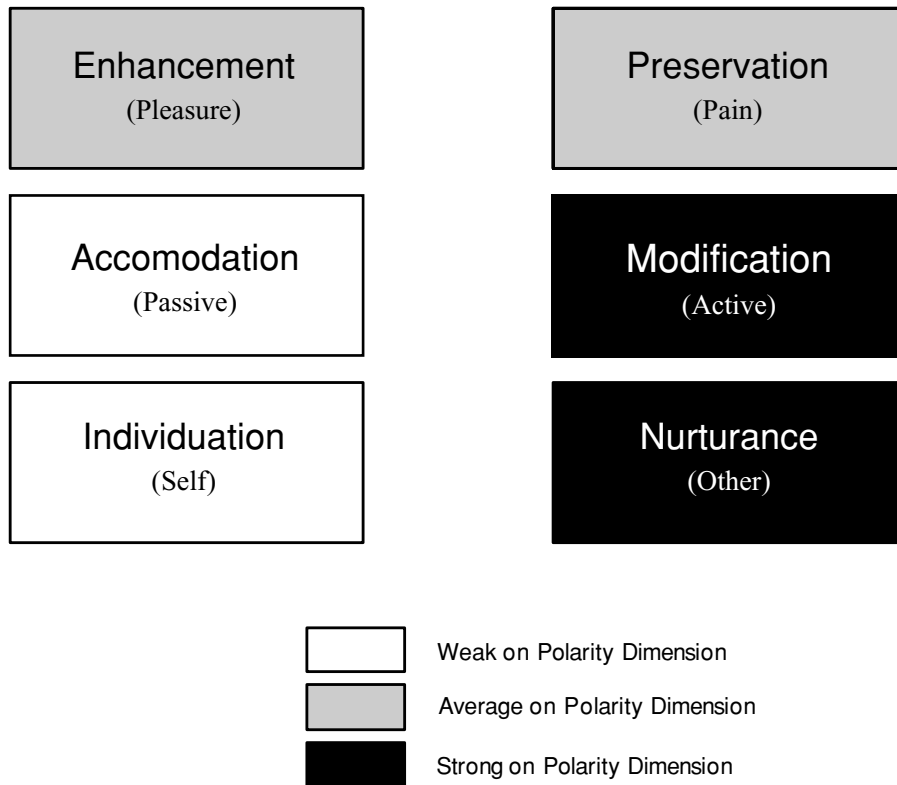 Enhancement
(Pleasure)
Preservation
(Pain)
Accomodation
(Passive)
Modification
(Active)
Individuation
(Self)
Nurturance
(Other)
Weak on Polarity Dimension
Average on Polarity Dimension
Strong on Polarity Dimension